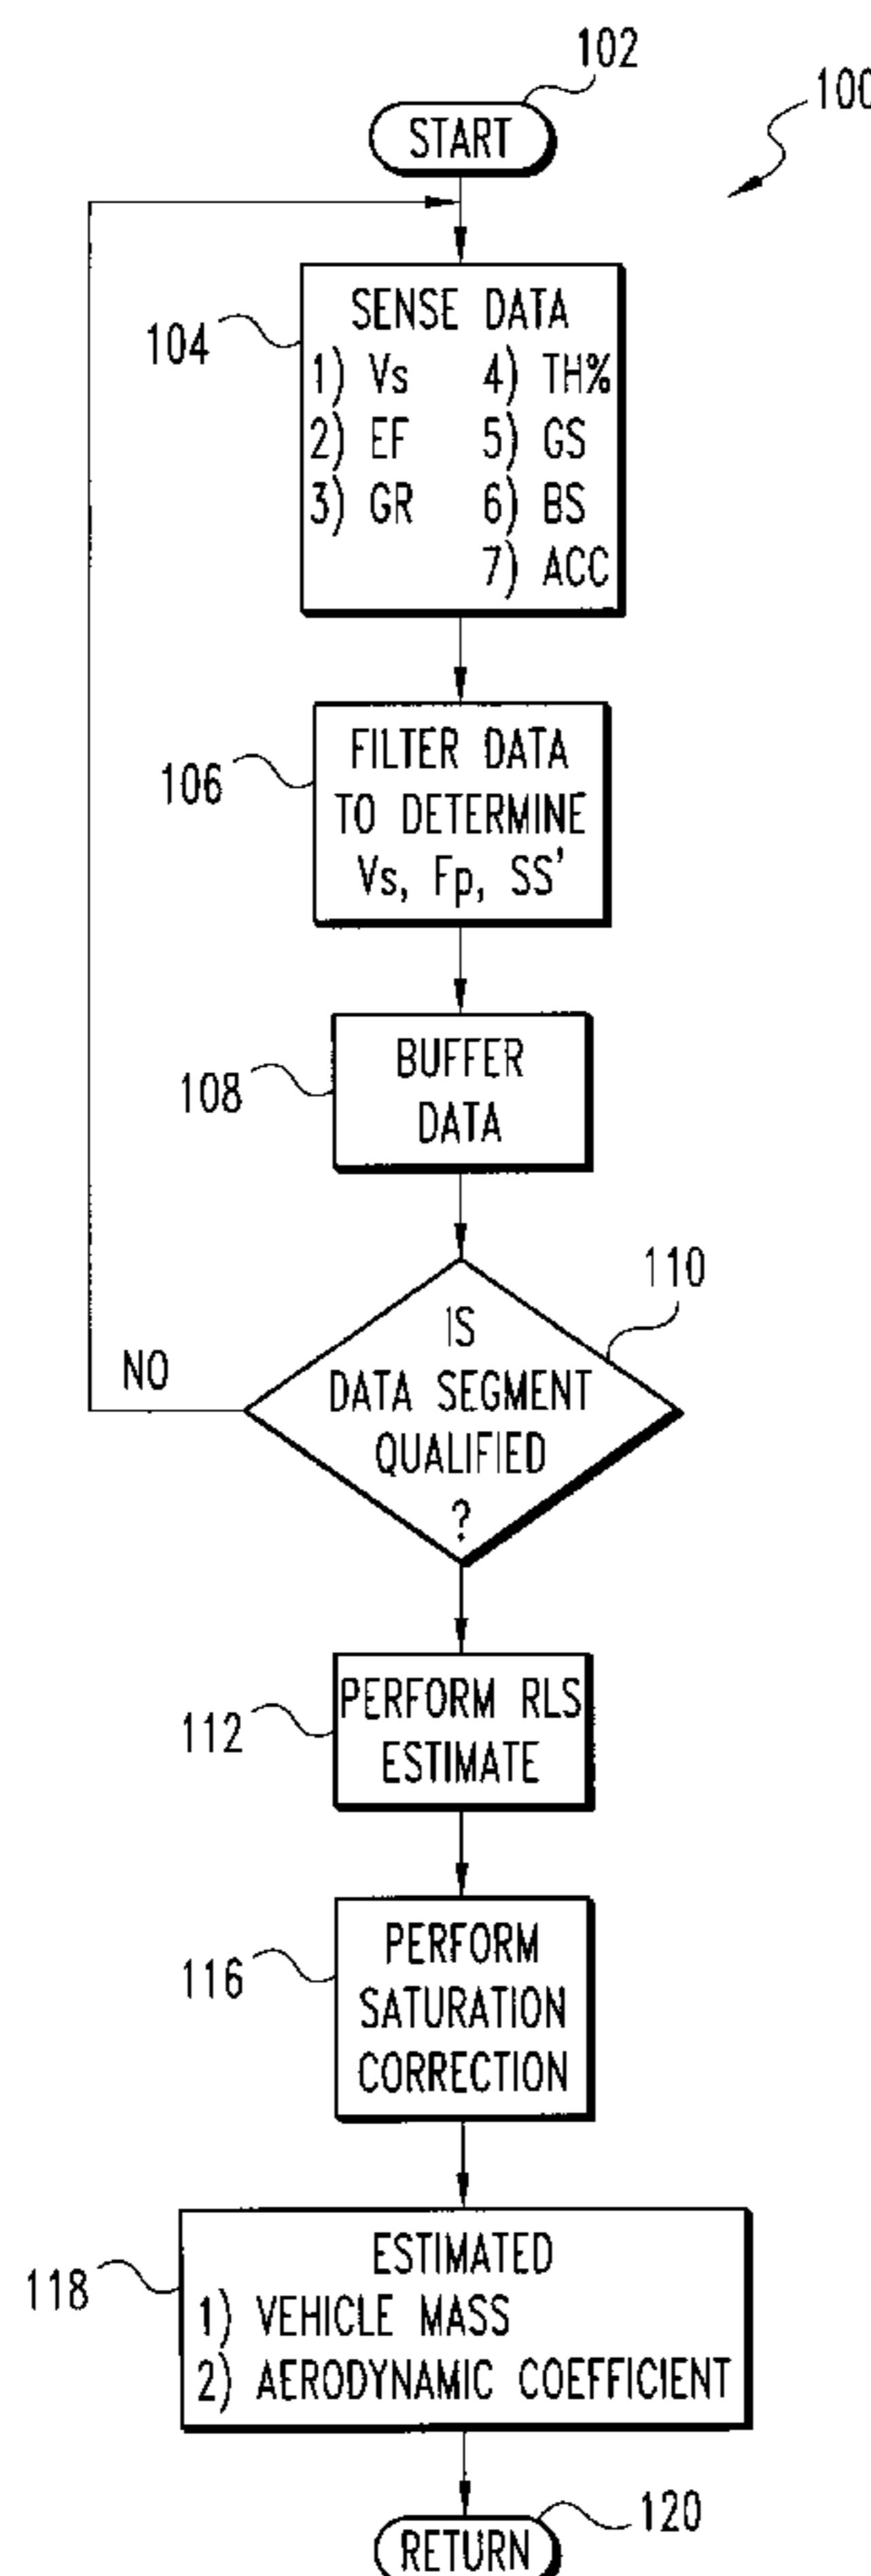 102
100
START
104
SENSE DATA
1) Vs 4) TH%
2) EF 5) GS
3) GR 6) BS
7) ACC
106
FILTER DATA
TO DETERMINE
Vs, Fp, SS'
108
BUFFER
DATA
110
IS
DATA SEGMENT
QUALIFIED
?
NO
112
PERFORM RLS
ESTIMATE
116
PERFORM
SATURATION
CORRECTION
118
ESTIMATED
1) VEHICLE MASS
2) AERODYNAMIC COEFFICIENT
120
RETURN